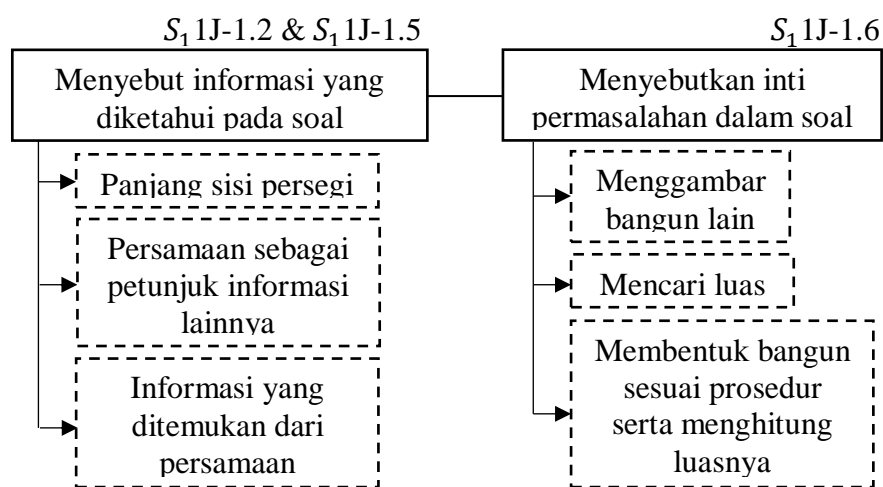 S₁1J-1.2 & S₁1J-1.5
Menyebut informasi yang
diketahui pada soal
Panjang sisi persegi
Persamaan sebagai
petunjuk informasi
lainnya
Informasi yang
ditemukan dari
persamaan
S₁1J-1.6
Menyebutkan inti
permasalahan dalam soal
Menggambar
bangun lain
Mencari luas
Membentuk bangun
sesuai prosedur
serta menghitung
luasnya